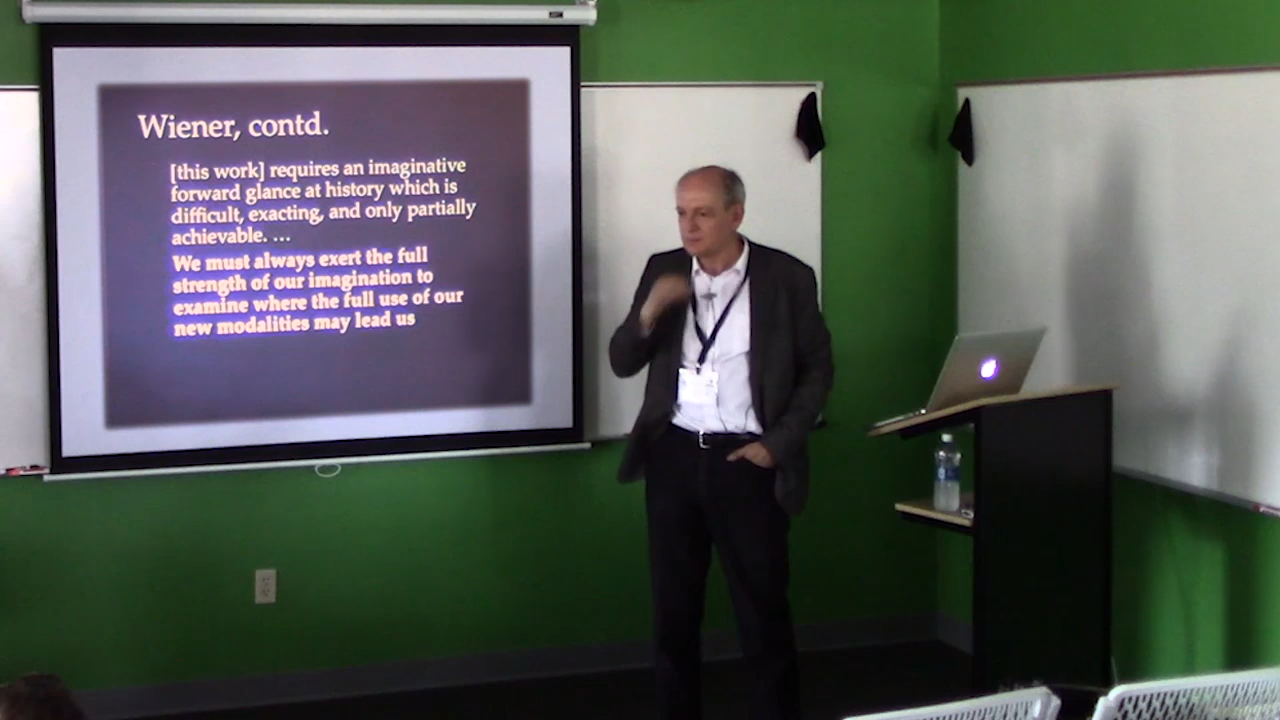 Wiener, contd.
[this work] requires an imaginative
forward glance at history which is
difficult, exacting, and only partially
achievable. ...
We must always exert the full
strength of our imagination to
examine where the full use of our
new modalities may lead us